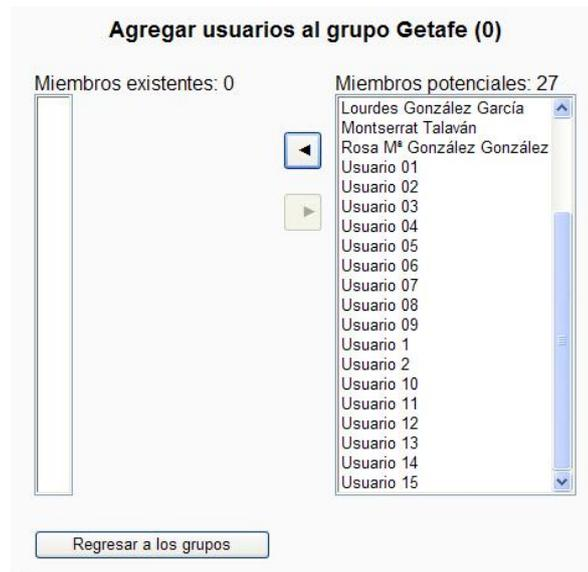 Agregar usuarios al grupo Getafe (0)
Miembros existentes: 0
Miembros potenciales: 27
Lourdes González García
Montserrat Talaván
Rosa Mª González González
Usuario 01
Usuario 02
Usuario 03
Usuario 04
Usuario 05
Usuario 06
Usuario 07
Usuario 08
Usuario 09
Usuario 1
Usuario 2
Usuario 10
Usuario 11
Usuario 12
Usuario 13
Usuario 14
Usuario 15
Regresar a los grupos